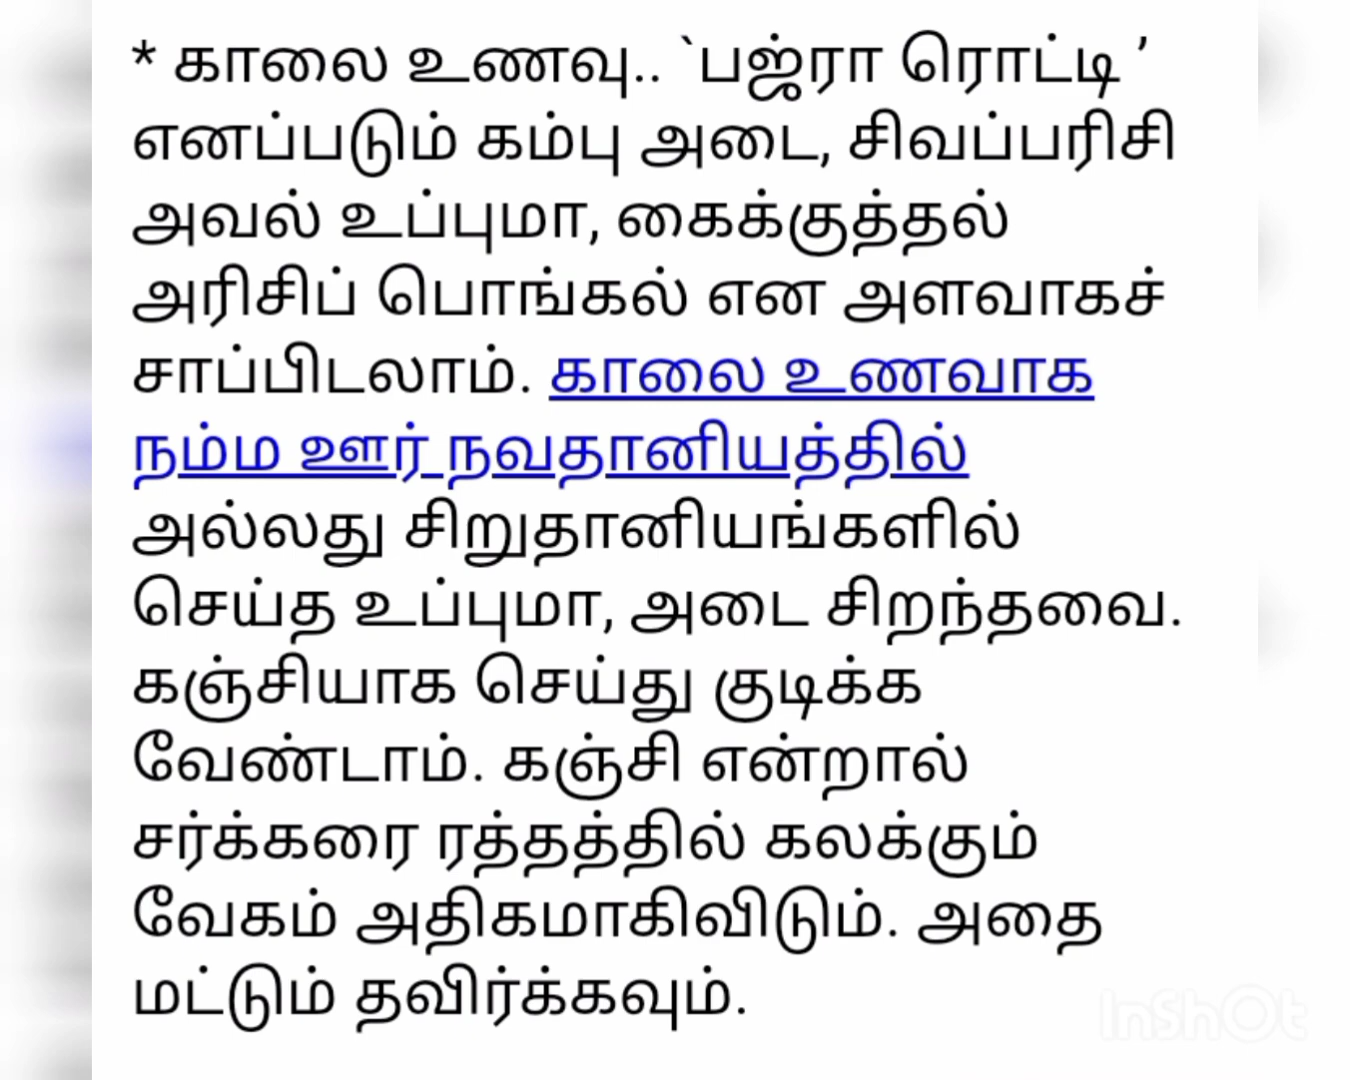 * காலை உணவு.. `பஜ்ரா ரொட்டி ’
எனப்படும் கம்பு அடை, சிவப்பரிசி
அவல் உப்புமா, கைக்குத்தல்
அரிசிப் பொங்கல் என அளவாகச்
சாப்பிடலாம். காலை உணவாக
நம்ம ஊர் நவதானியத்தில்
அல்லது சிறுதானியங்களில்
செய்த உப்புமா, அடை சிறந்தவை.
கஞ்சியாக செய்து குடிக்க
வேண்டாம். கஞ்சி என்றால்
சர்க்கரை ரத்தத்தில் கலக்கும்
வேகம் அதிகமாகிவிடும். அதை
மட்டும் தவிர்க்கவும்.
InShOt